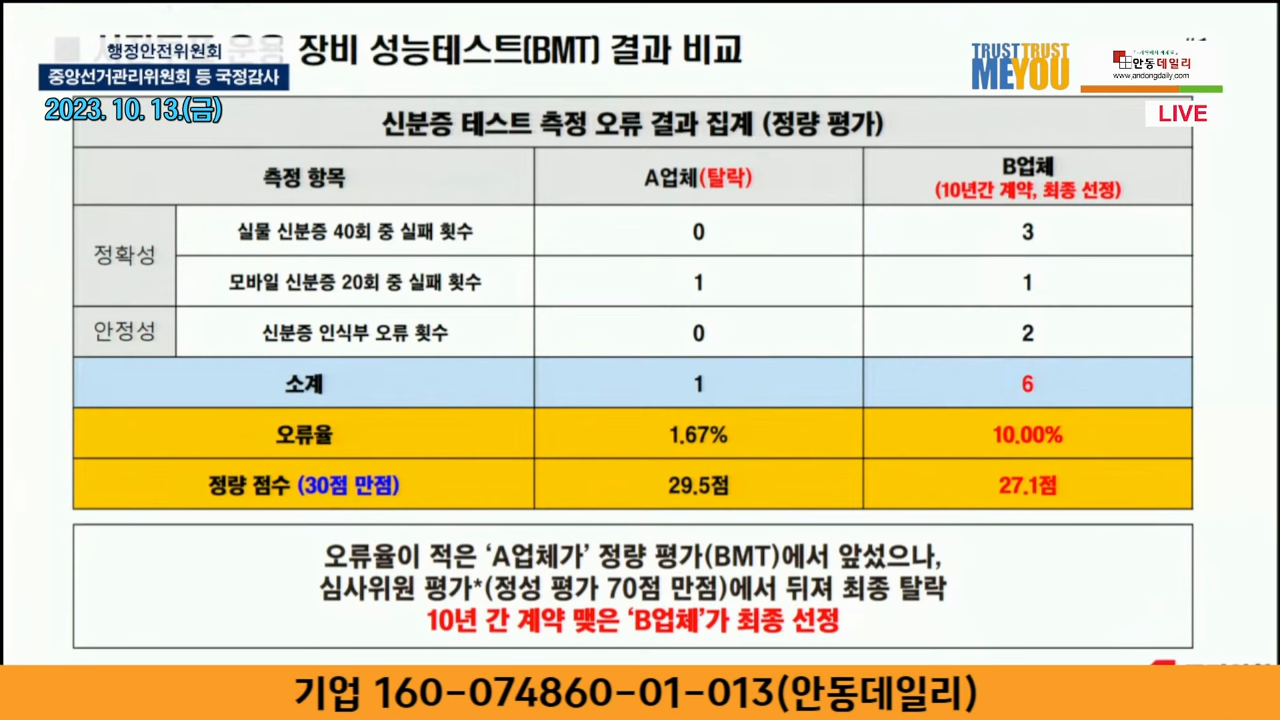 행정안전위원회
중앙선거관리위원회 등 국정감사
2023. 10. 13.(금)
운용 장비 성능테스트(BMT) 결과 비교
TRUST TRUST
ME YOU
안동데일리
www.andongdaily.com
LIVE
신분증 테스트 측정 오류 결과 집계 (정량 평가)
측정 항목 A업체(탈락) B업체
(10년간 계약, 최종 선정)
정확성 실물 신분증 40회 중 실패 횟수 0 3
모바일 신분증 20회 중 실패 횟수 1 1
안정성 신분증 인식부 오류 횟수 0 2
소계 1 6
오류율 1.67% 10.00%
정량 점수 (30점 만점) 29.5점 27.1점
오류율이 적은 ‘A업체가’ 정량 평가(BMT)에서 앞섰으나,
심사위원 평가*(정성 평가 70점 만점)에서 뒤져 최종 탈락
10년 간 계약 맺은 ‘B업체’가 최종 선정
기업 160-074860-01-013(안동데일리)